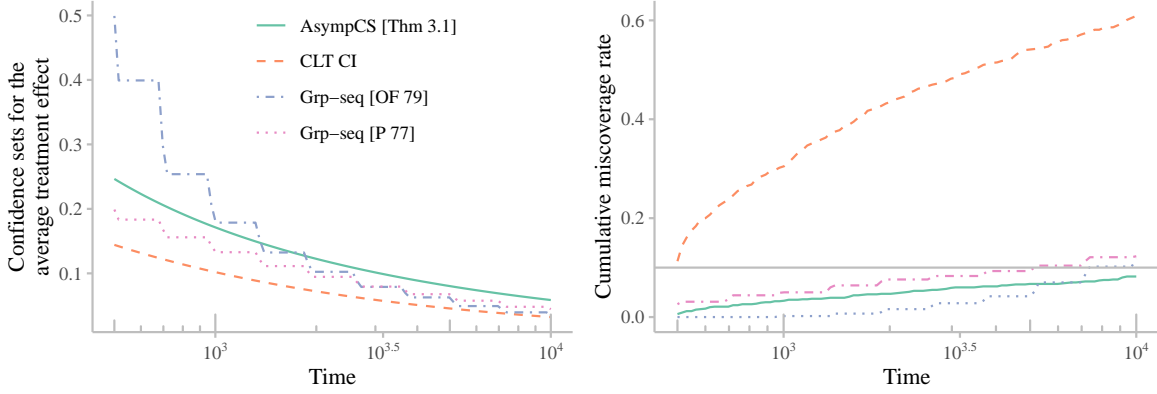 Confidence sets for the
average treatment effect
0.5
0.4
0.3
0.2
0.1
AsympCS [Thm 3.1]
CLT CI
Grp−seq [OF 79]
Grp−seq [P 77]
10^3
10^3.5
10^4
Time
Cumulative miscoverage rate
0.6
0.4
0.2
0.0
10^3
10^3.5
10^4
Time